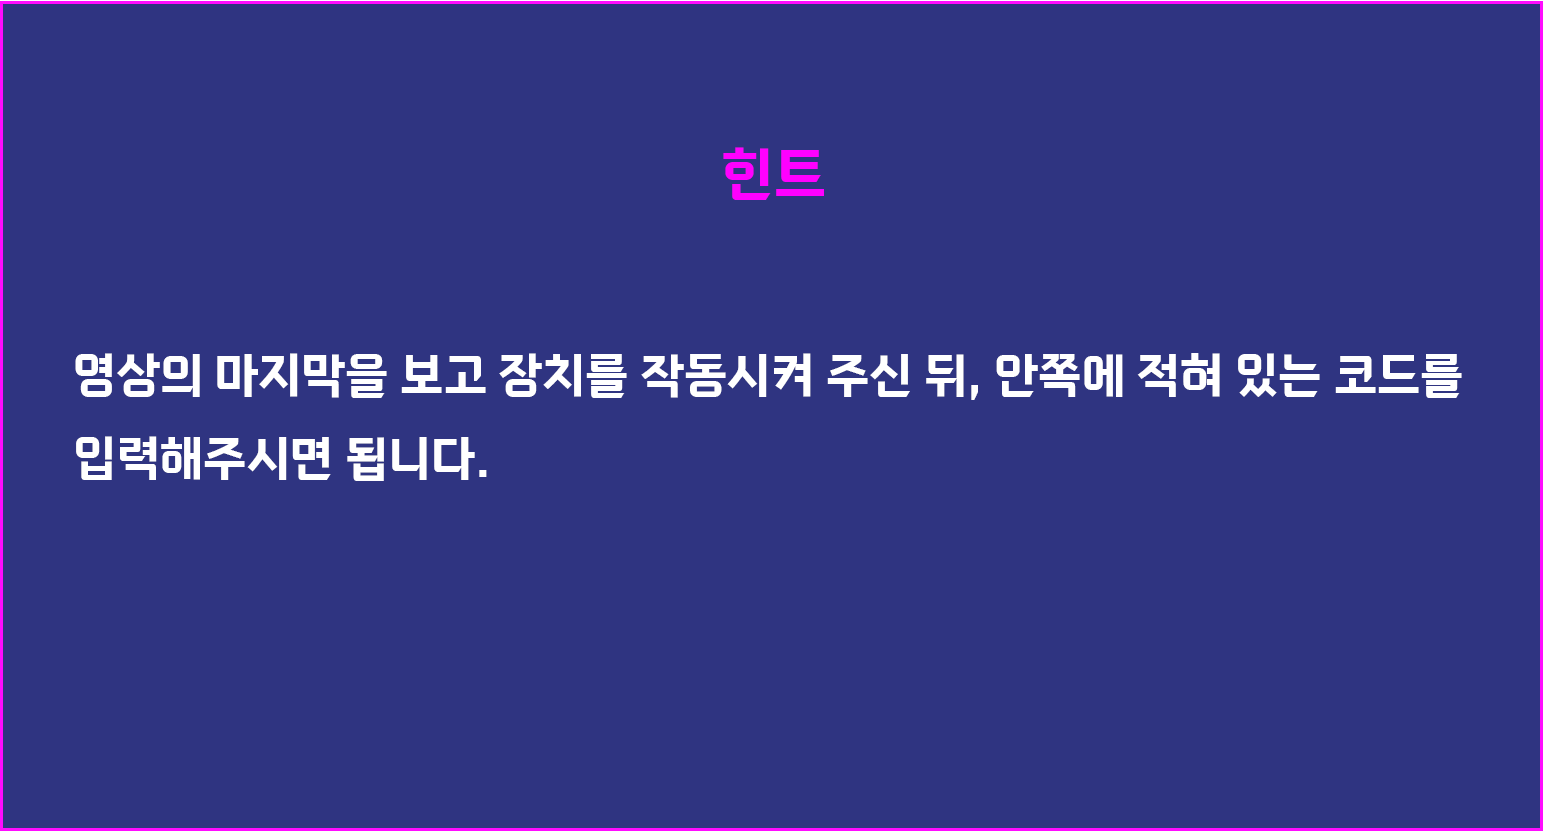 힌트
영상의 마지막을 보고 장치를 작동시켜 주신 뒤, 안쪽에 적혀 있는 코드를
입력해주시면 됩니다.